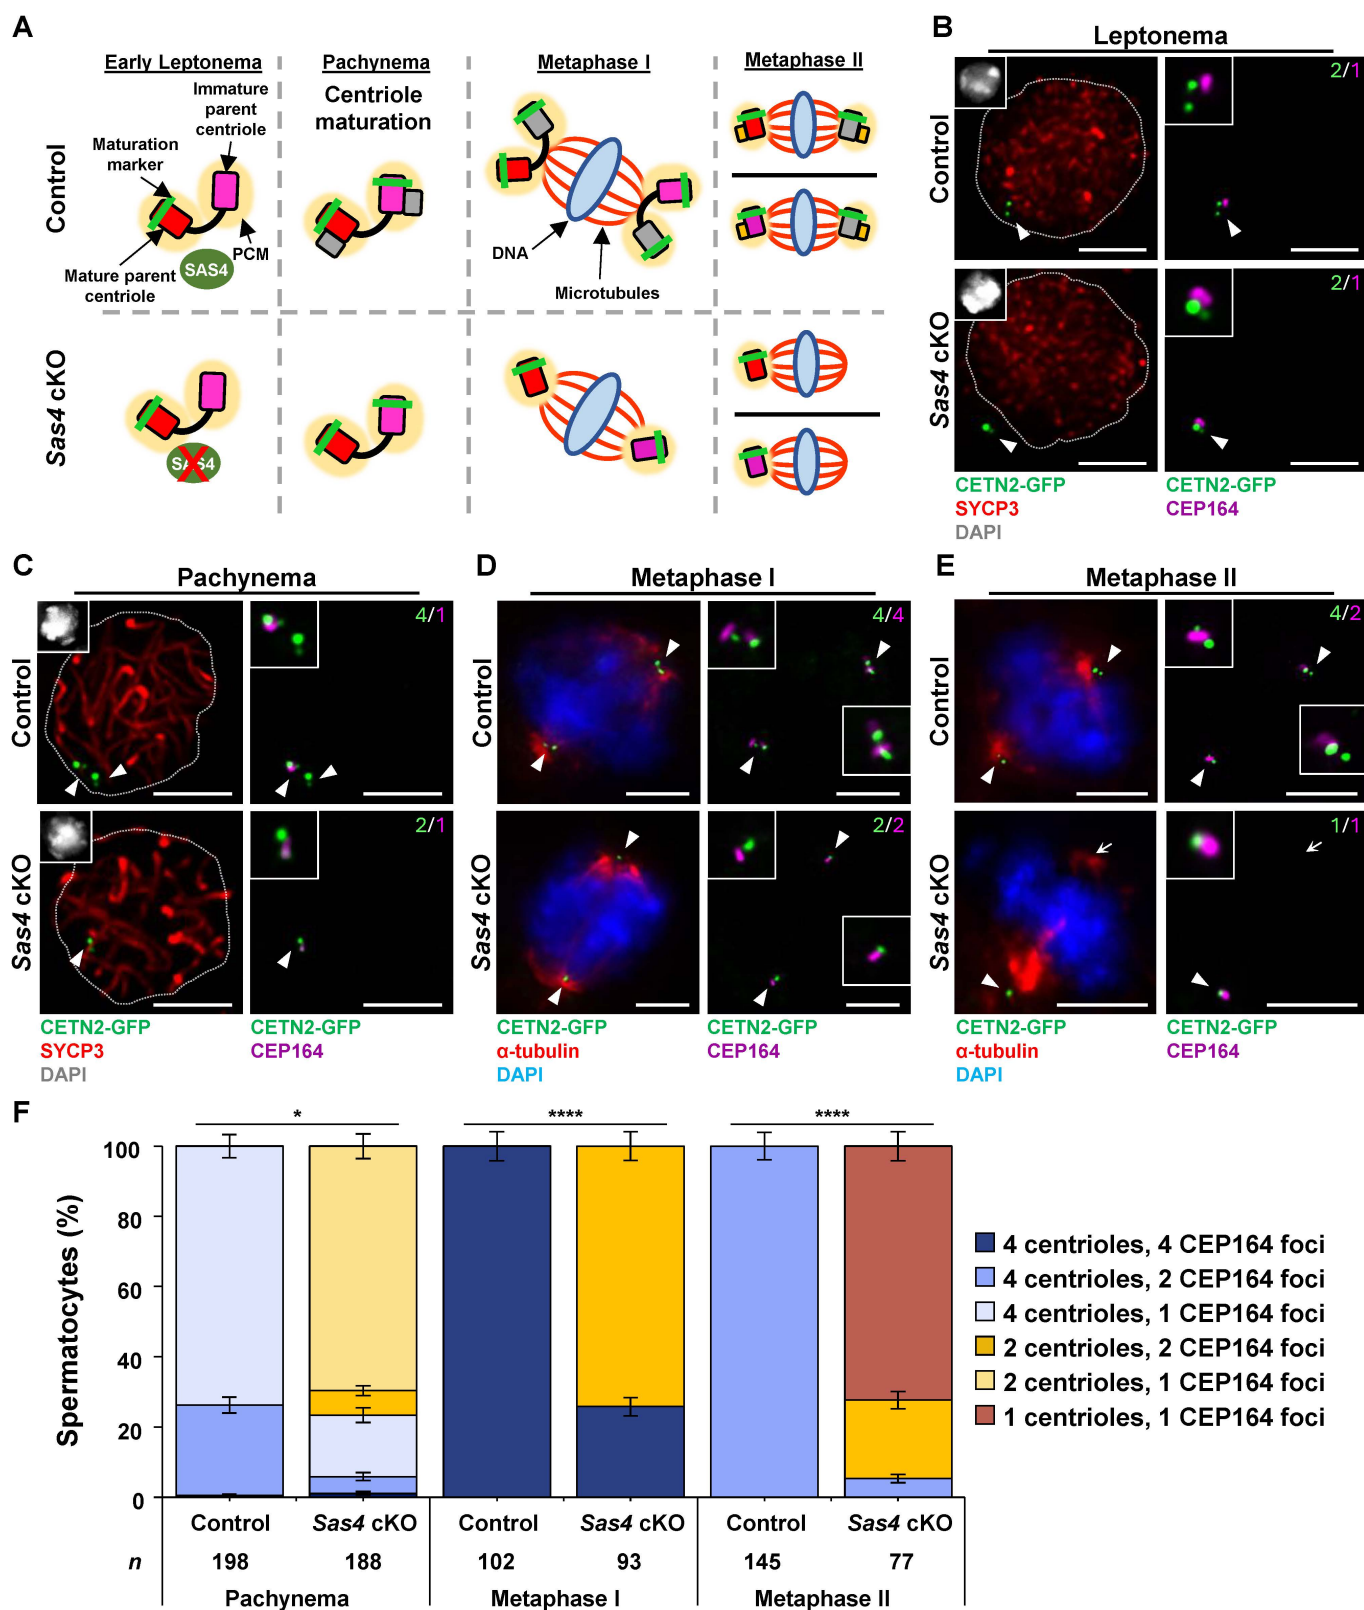 A
Early Leptonema
Pachynema
Metaphase I
Metaphase II
Control
Immature
parent
centriole
Maturation
marker
Mature parent
centriole
PCM
SAS4
Centriole
maturation
DNA
Microtubules
Sas4 cKO
SAS4
B
Leptonema
Control
2/1
Sas4 cKO
2/1
CETN2-GFP
SYCP3
DAPI
CETN2-GFP
CEP164
C
Pachynema
Control
4/1
Sas4 cKO
2/1
CETN2-GFP
SYCP3
DAPI
CETN2-GFP
CEP164
D
Metaphase I
Control
4/4
Sas4 cKO
2/2
CETN2-GFP
α-tubulin
DAPI
CETN2-GFP
CEP164
E
Metaphase II
Control
4/2
Sas4 cKO
1/1
CETN2-GFP
α-tubulin
DAPI
CETN2-GFP
CEP164
F
* **** ****
Spermatocytes (%)
100
80
60
40
20
0
Control Sas4 cKO Control Sas4 cKO Control Sas4 cKO
n 198 188 102 93 145 77
Pachynema Metaphase I Metaphase II
4 centrioles, 4 CEP164 foci
4 centrioles, 2 CEP164 foci
4 centrioles, 1 CEP164 foci
2 centrioles, 2 CEP164 foci
2 centrioles, 1 CEP164 foci
1 centrioles, 1 CEP164 foci